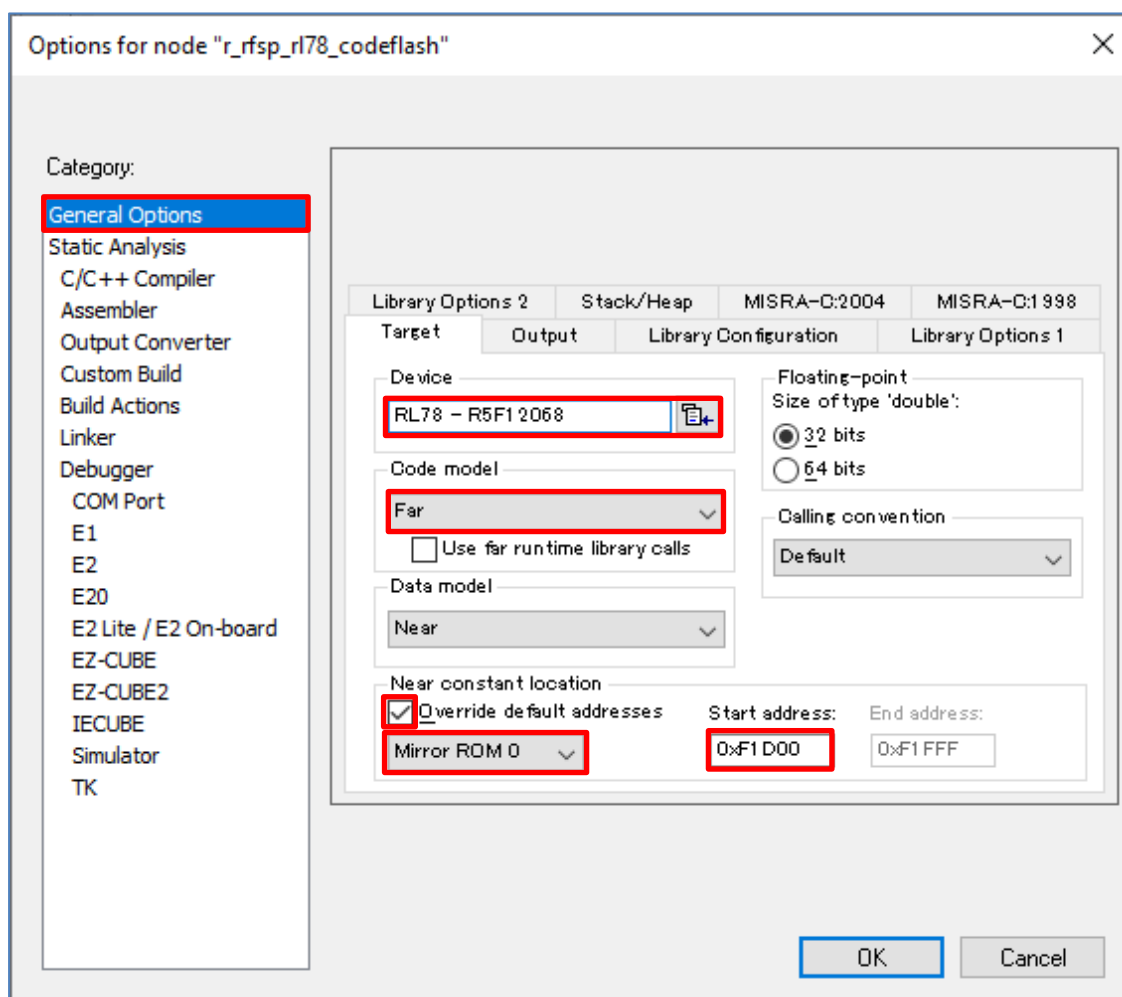 Options for node "r_rfsp_rl78_codeflash"
Category:
General Options
Static Analysis
C/C++ Compiler
Assembler
Output Converter
Custom Build
Build Actions
Linker
Debugger
COM Port
E1
E2
E20
E2 Lite / E2 On-board
EZ-CUBE
EZ-CUBE2
IECUBE
Simulator
TK
Library Options 2 Stack/Heap MISRA-C:2004 MISRA-C:1998
Target Output Library Configuration Library Options 1
Device
RL78 - R5F12068
Code model
Far
Use far runtime library calls
Data model
Near
Floating-point
Size of type 'double':
32 bits
64 bits
Calling convention
Default
Near constant location
Override default addresses Start address: End address:
Mirror ROM 0 0xF1D00 0xF1FFF
OK Cancel